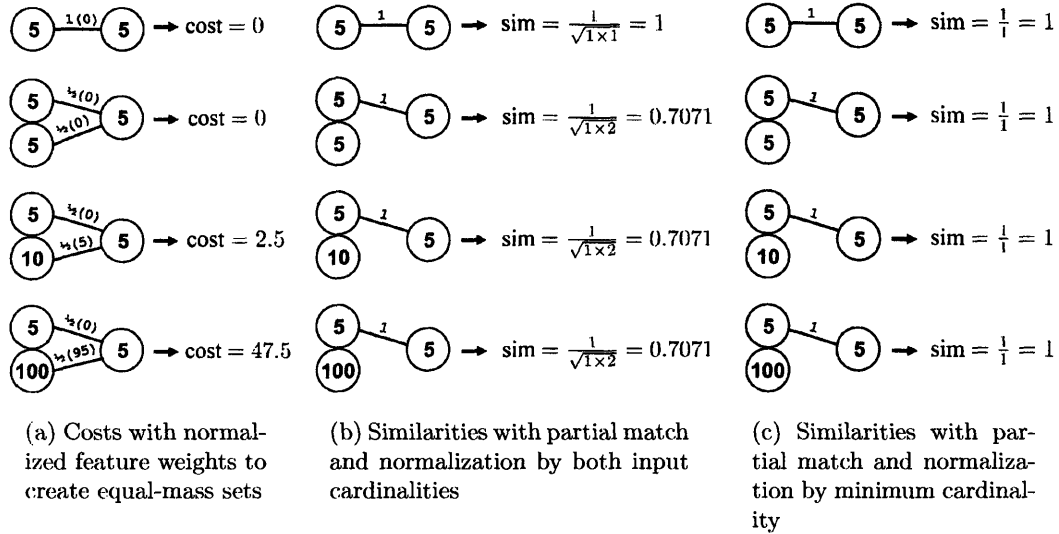 5 1(0) 5 → cost = 0
5 1 5 → sim = 1/√1×1 = 1
5 1 5 → sim = 1/1 = 1
5 ½(0)
5 ½(0) 5 → cost = 0
5 1
5 5 → sim = 1/√1×2 = 0.7071
5 1
5 5 → sim = 1/1 = 1
5 ½(0)
10 ½(5) 5 → cost = 2.5
5 1
10 5 → sim = 1/√1×2 = 0.7071
5 1
10 5 → sim = 1/1 = 1
5 ½(0)
100 ½(95) 5 → cost = 47.5
5 1
100 5 → sim = 1/√1×2 = 0.7071
5 1
100 5 → sim = 1/1 = 1
(a) Costs with normal-
ized feature weights to
create equal-mass sets
(b) Similarities with partial match
and normalization by both input
cardinalities
(c) Similarities with par-
tial match and normaliza-
tion by minimum cardinal-
ity